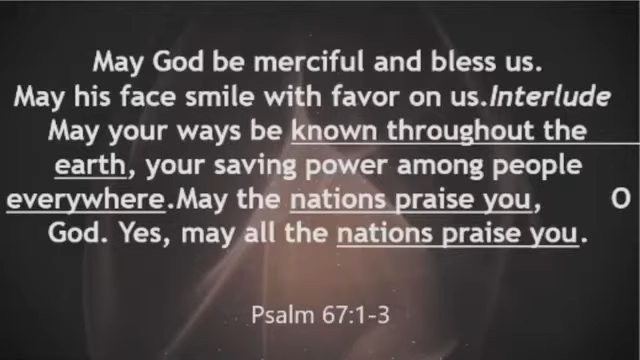 May God be merciful and bless us.
May his face smile with favor on us.Interlude
May your ways be known throughout the
earth, your saving power among people
everywhere.May the nations praise you, O
God. Yes, may all the nations praise you.
Psalm 67:1-3